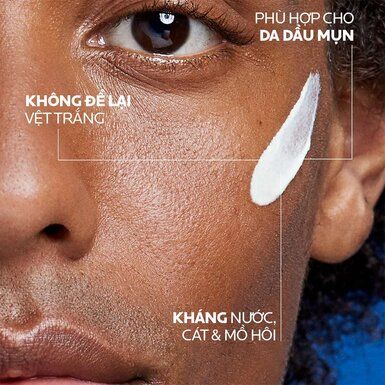 PHÙ HỢP CHO
DA DẦU MỤN
KHÔNG ĐỂ LẠI
VỆT TRẮNG
KHÁNG NƯỚC,
CÁT & MỒ HÔI